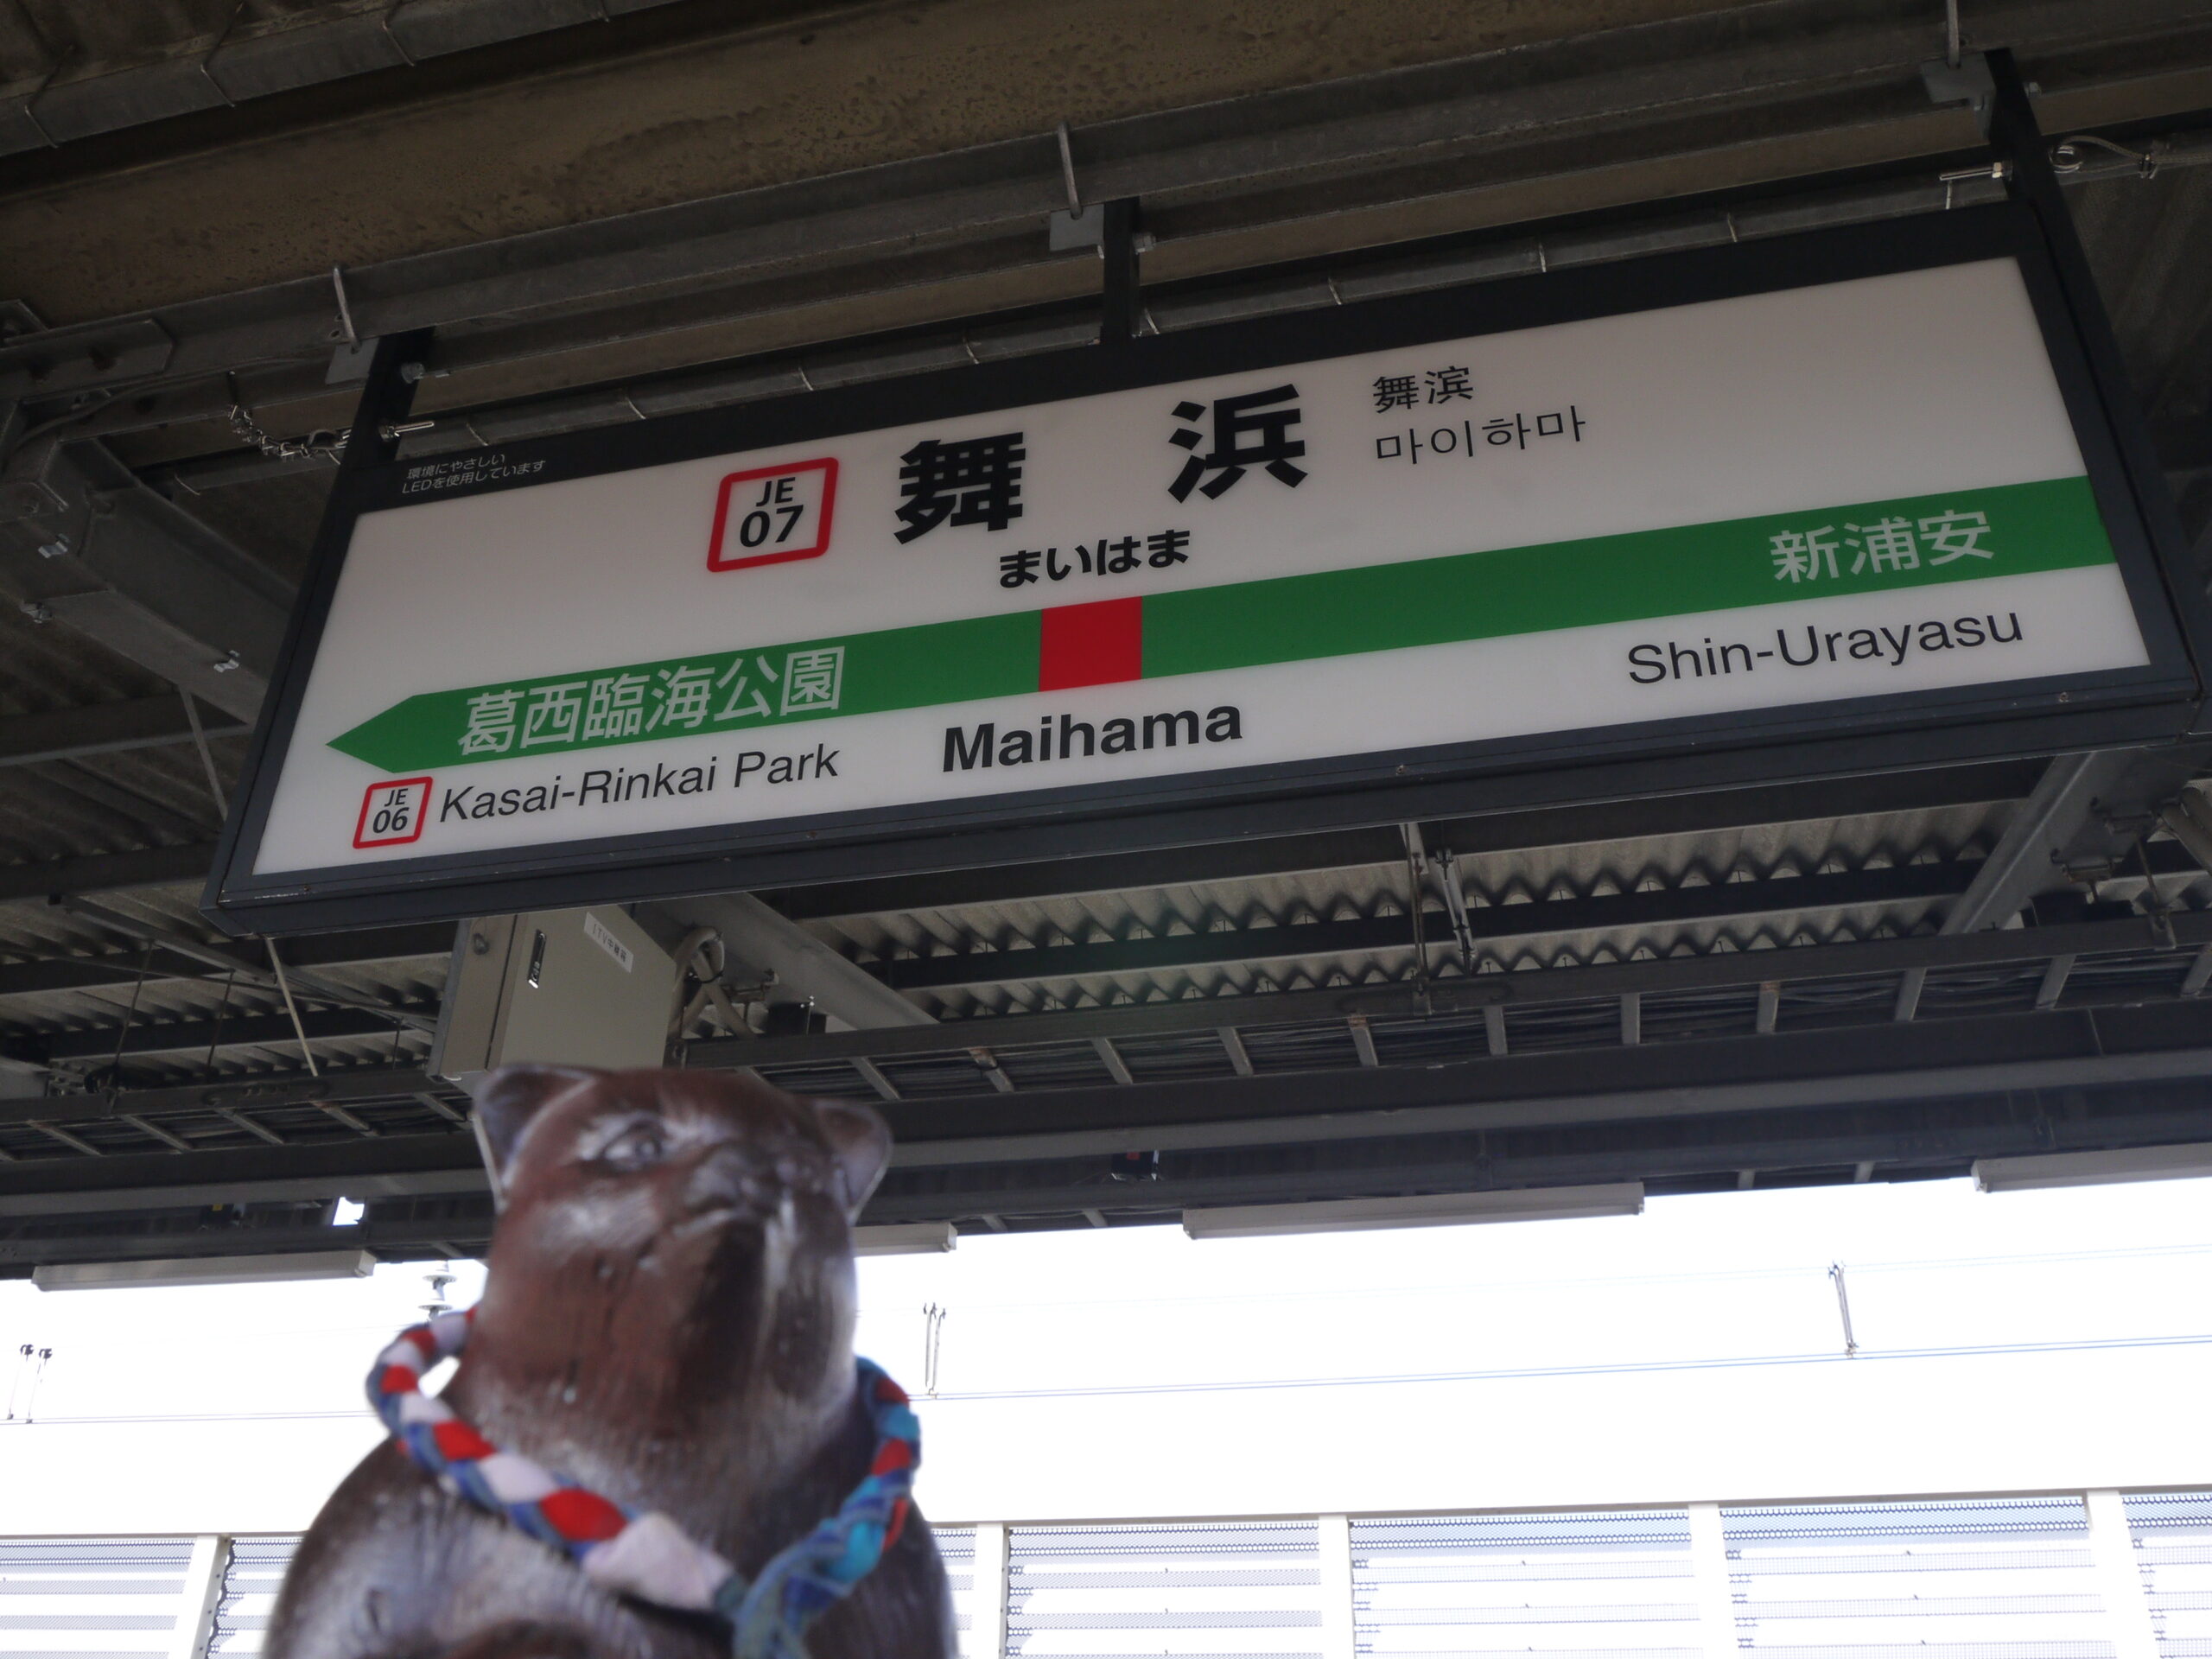 環境にやさしい
LEDを使用しています
JE
07
舞浜
舞滨
마이하마
まいはま
葛西臨海公園
新浦安
JE
06
Kasai-Rinkai Park
Maihama
Shin-Urayasu